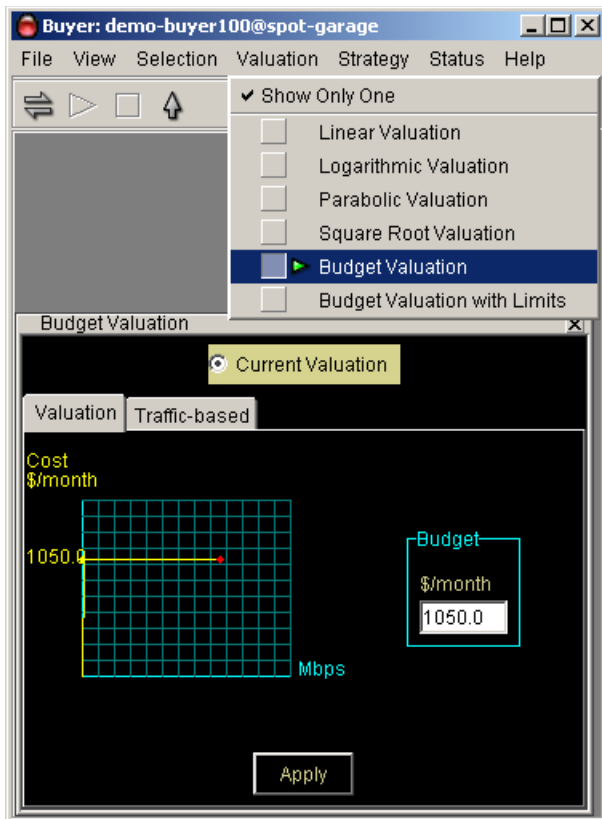 Buyer: demo-buyer100@spot-garage
File View Selection Valuation Strategy Status Help
Show Only One
Linear Valuation
Logarithmic Valuation
Parabolic Valuation
Square Root Valuation
Budget Valuation
Budget Valuation with Limits
Budget Valuation
Current Valuation
Valuation Traffic-based
Cost
$/month
1050.0
Mbps
Budget
$/month
1050.0
Apply